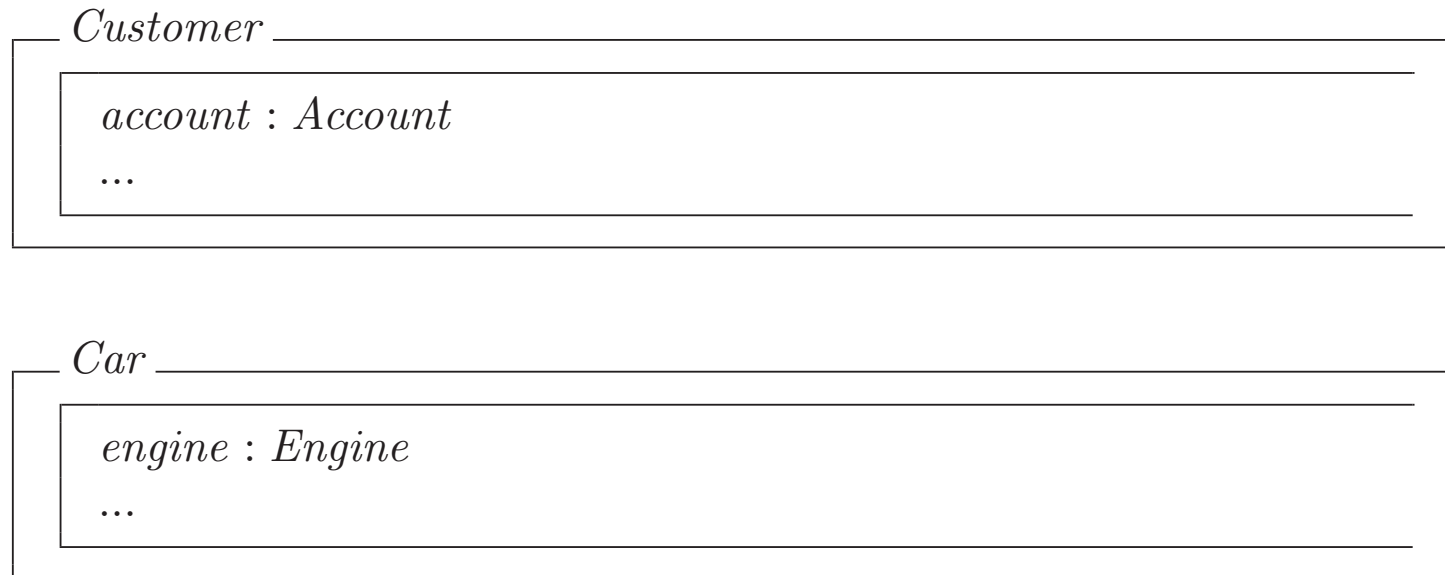 Customer
account : Account
...
Car
engine : Engine
...